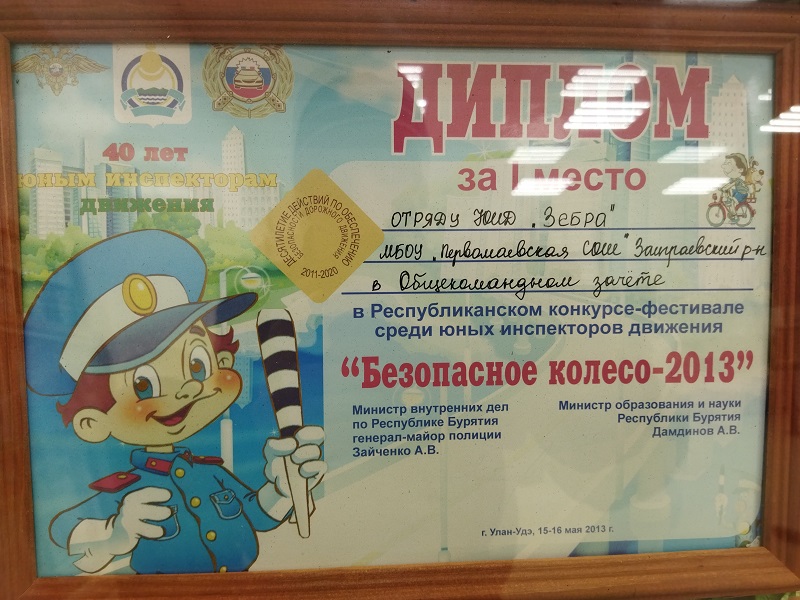 ДИПЛОМ
40 лет
юным инспекторам
движения
ДЕСЯТИЛЕТИЕ ДЕЙСТВИЙ ПО ОБЕСПЕЧЕНИЮ
БЕЗОПАСНОСТИ ДОРОЖНОГО ДВИЖЕНИЯ
2011-2020
за I место
ОТРЯДУ ЮИД „ЗЕБРА"
МБОУ „Первомаевская СОШ" Заиграевский р-н
в Общекомандном зачёте
в Республиканском конкурсе-фестивале
среди юных инспекторов движения
“Безопасное колесо-2013”
Министр внутренних дел
по Республике Бурятия
генерал-майор полиции
Зайченко А.В.
Министр образования и науки
Республики Бурятия
Дамдинов А.В.
г. Улан-Удэ, 15-16 мая 2013 г.